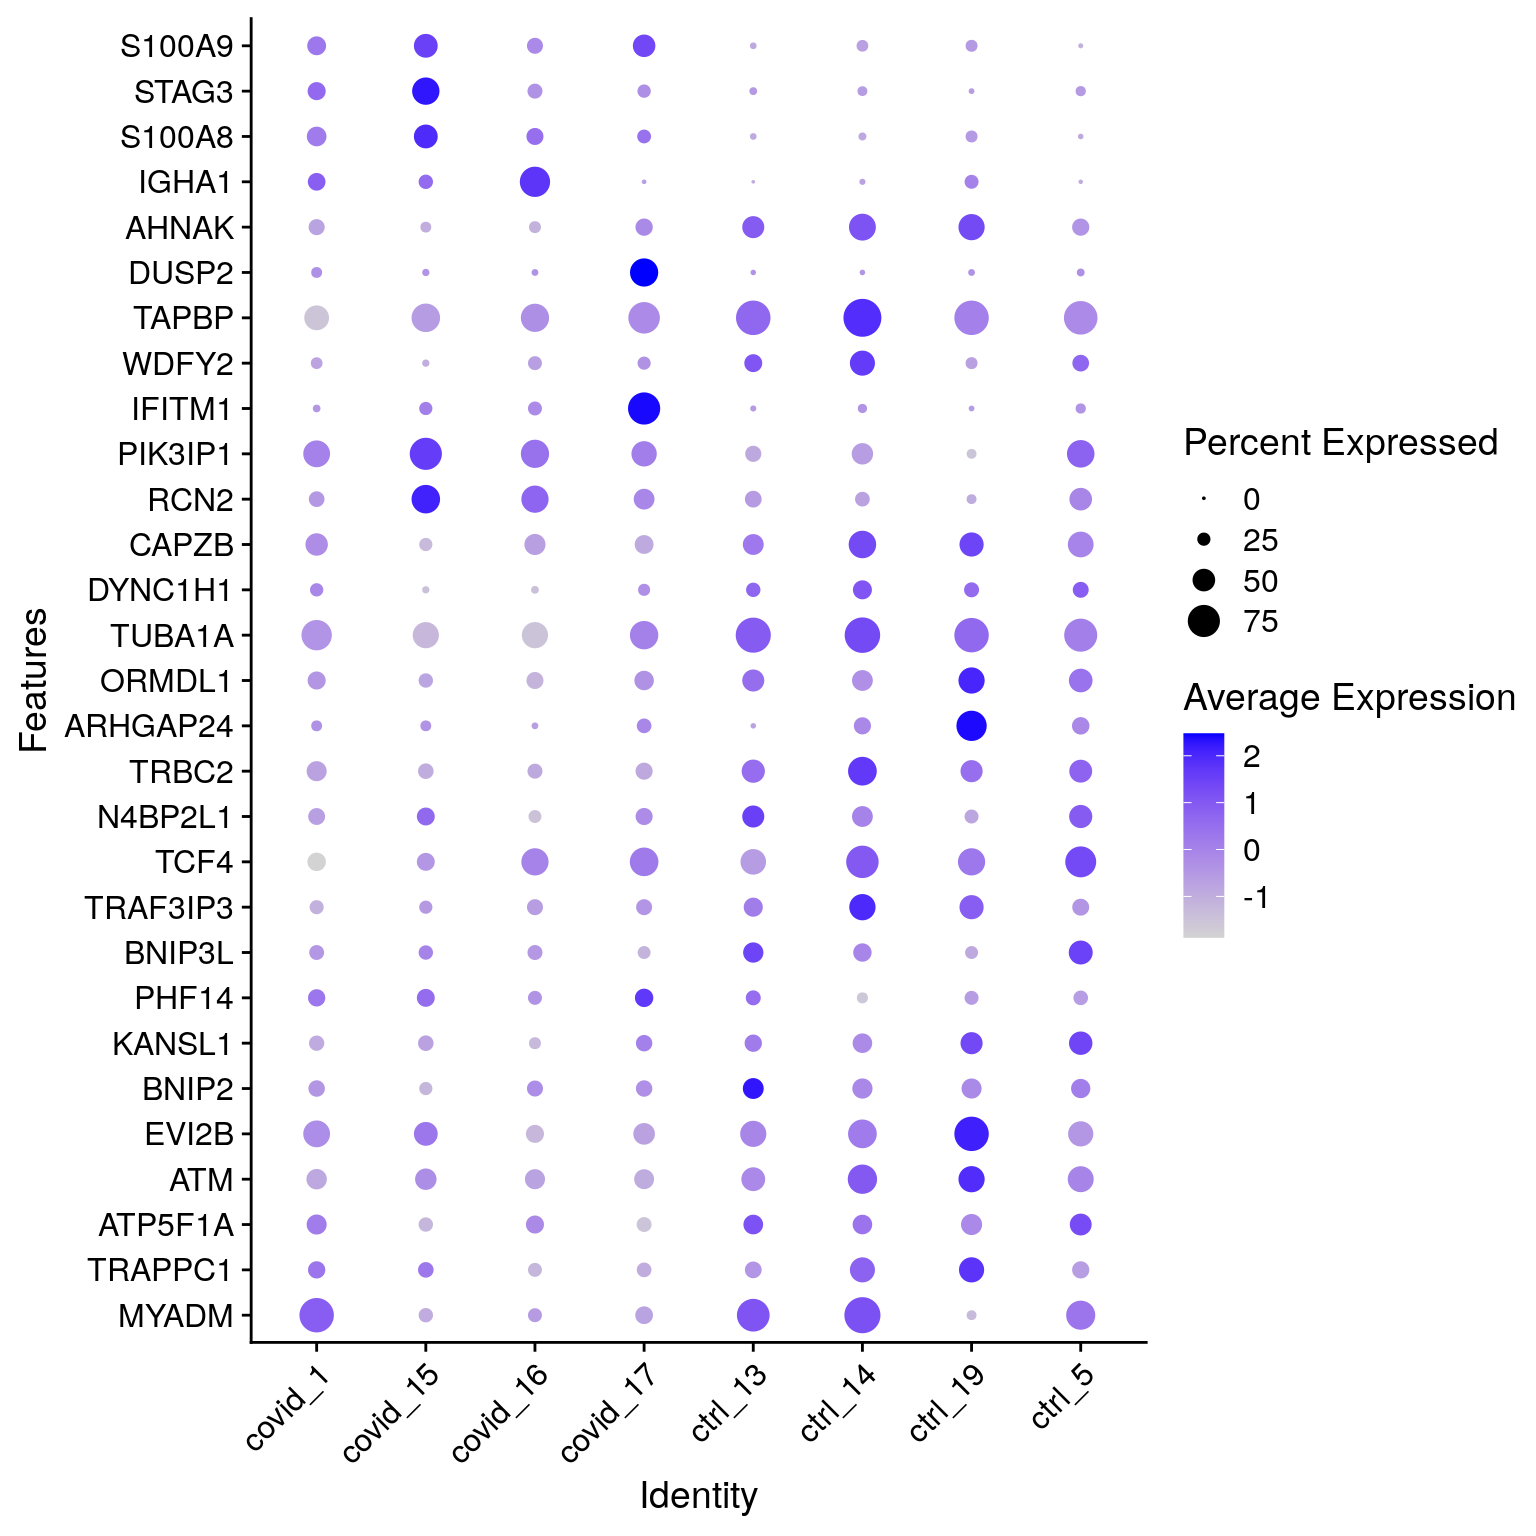 S100A9
STAG3
S100A8
IGHA1
AHNAK
DUSP2
TAPBP
WDFY2
IFITM1
PIK3IP1
RCN2
CAPZB
DYNC1H1
TUBA1A
ORMDL1
ARHGAP24
TRBC2
N4BP2L1
TCF4
TRAF3IP3
BNIP3L
PHF14
KANSL1
BNIP2
EVI2B
ATM
ATP5F1A
TRAPPC1
MYADM
Features
covid_1
covid_15
covid_16
covid_17
ctrl_13
ctrl_14
ctrl_19
ctrl_5
Identity
Percent Expressed
0
25
50
75
Average Expression
2
1
0
-1